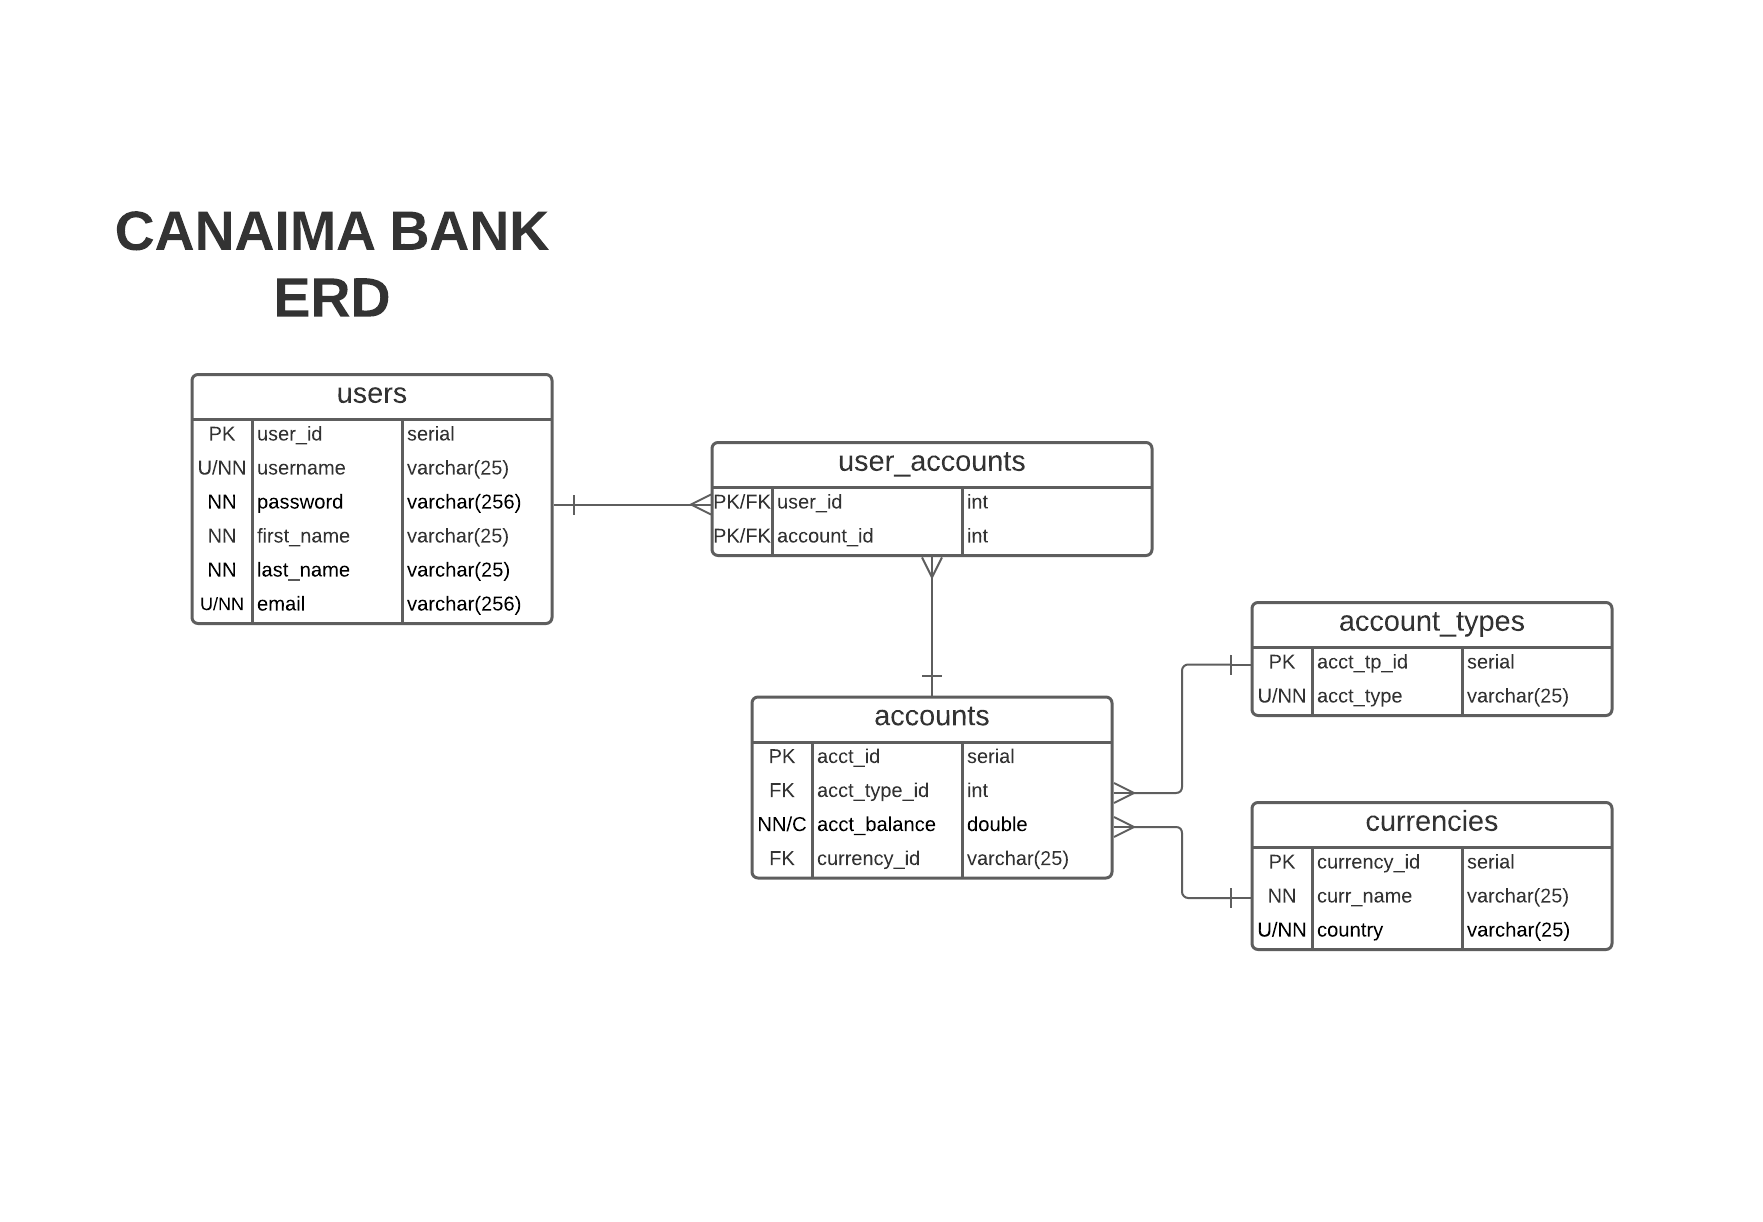 CANAIMA BANK
ERD
users
PK user_id serial
U/NN username varchar(25)
NN password varchar(256)
NN first_name varchar(25)
NN last_name varchar(25)
U/NN email varchar(256)
user_accounts
PK/FK user_id int
PK/FK account_id int
accounts
PK acct_id serial
FK acct_type_id int
NN/C acct_balance double
FK currency_id varchar(25)
account_types
PK acct_tp_id serial
U/NN acct_type varchar(25)
currencies
PK currency_id serial
NN curr_name varchar(25)
U/NN country varchar(25)